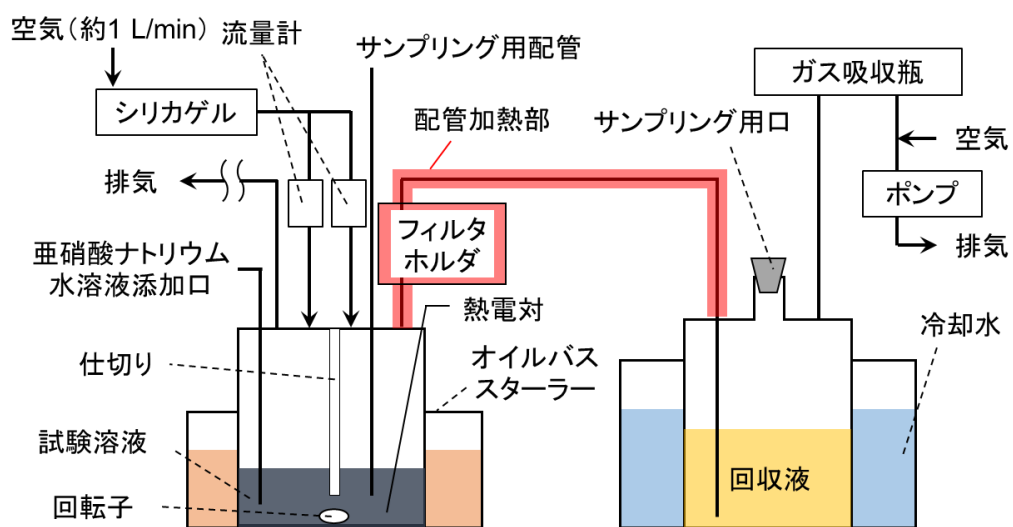 空気（約1 L/min）
流量計
サンプリング用配管
ガス吸収瓶
シリカゲル
配管加熱部
サンプリング用口
空気
排気
ポンプ
フィルタ
ホルダ
排気
亜硝酸ナトリウム
水溶液添加口
熱電対
冷却水
仕切り
オイルバス
スターラー
試験溶液
回収液
回転子